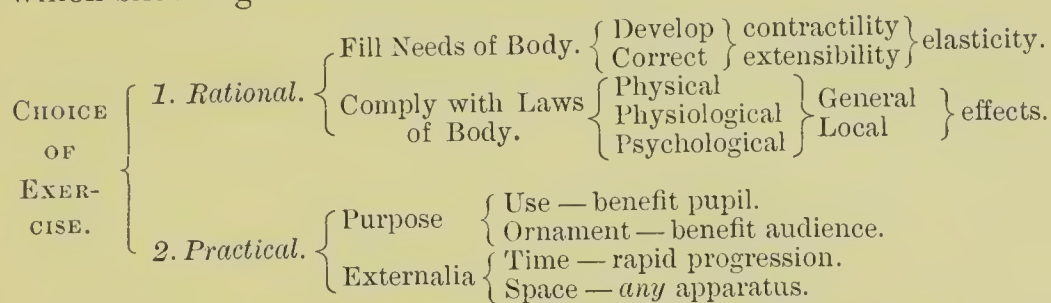 Fill Needs of Body. { Develop } contractility } elasticity.
{ Correct } extensibility }
CHOICE OF EXER-CISE. { 1. Rational. { Comply with Laws of Body. { Physical } General } effects.
{ Physiological } Local }
{ Psychological }
2. Practical. { Purpose { Use — benefit pupil.
{ Ornament — benefit audience.
{ Externalia { Time — rapid progression.
{ Space — any apparatus.